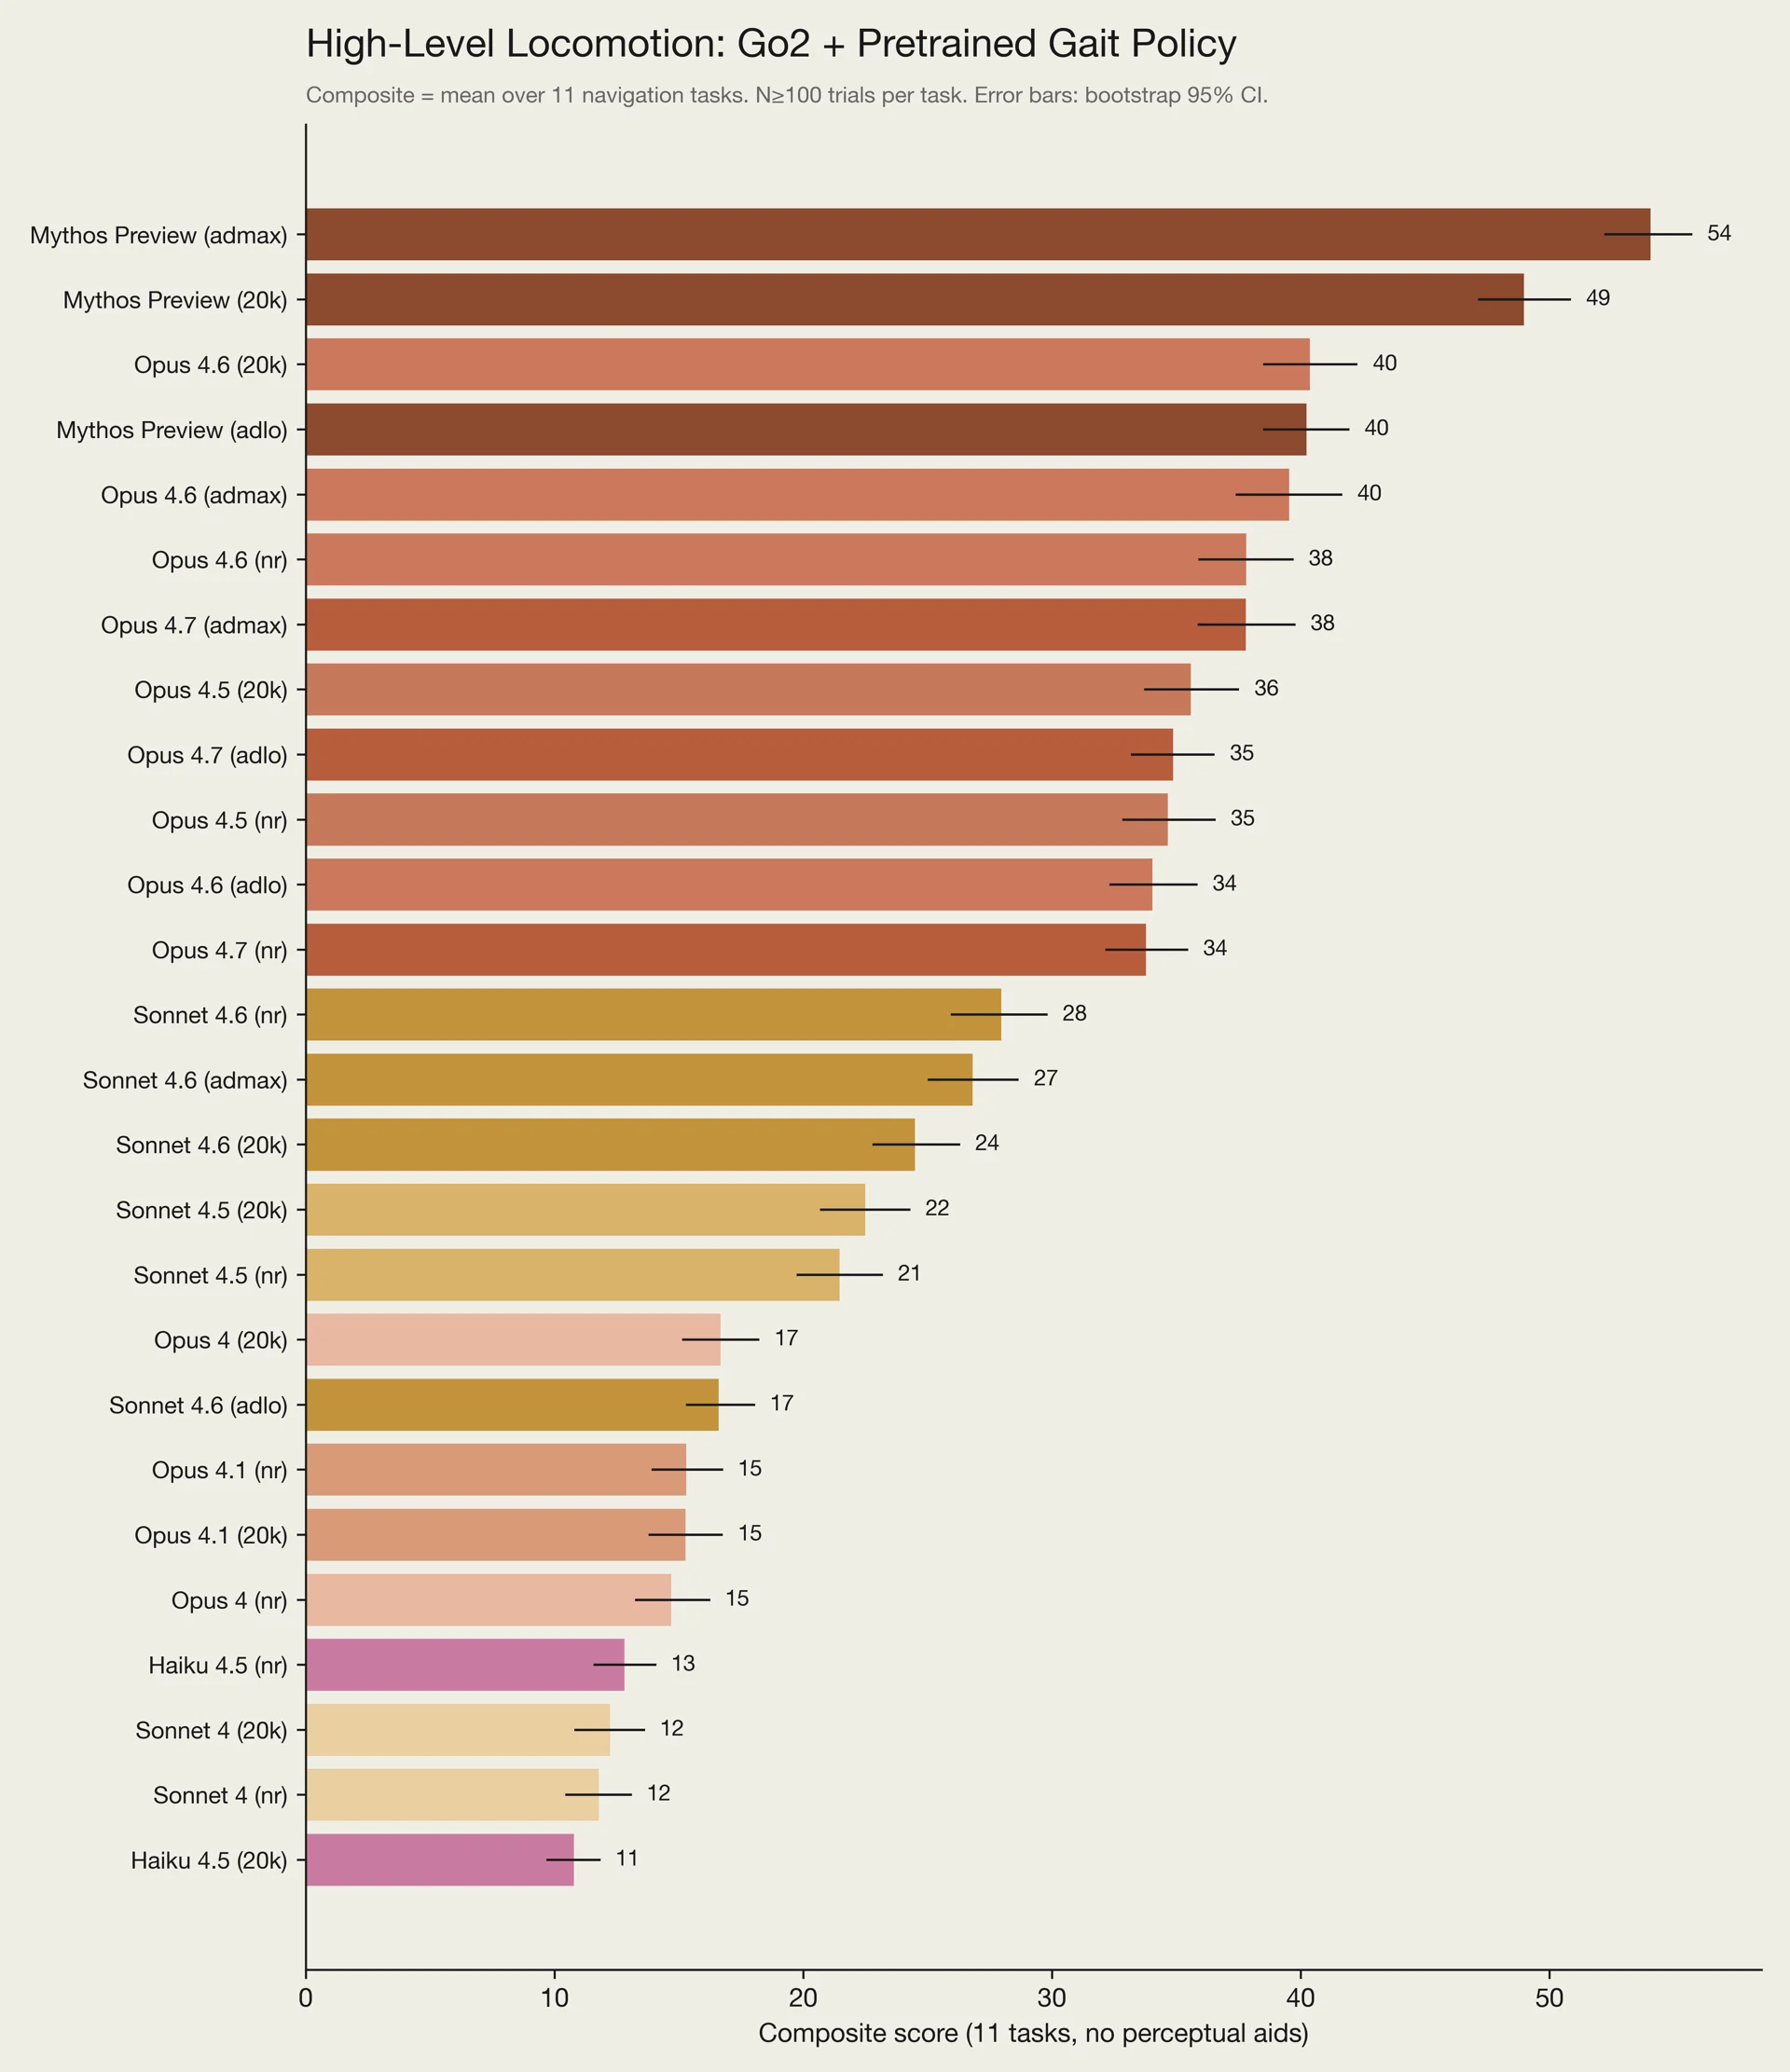 High-Level Locomotion: Go2 + Pretrained Gait Policy
Composite = mean over 11 navigation tasks. N≥100 trials per task. Error bars: bootstrap 95% CI.
Mythos Preview (admax) 54
Mythos Preview (20k) 49
Opus 4.6 (20k) 40
Mythos Preview (adlo) 40
Opus 4.6 (admax) 40
Opus 4.6 (nr) 38
Opus 4.7 (admax) 38
Opus 4.5 (20k) 36
Opus 4.7 (adlo) 35
Opus 4.5 (nr) 35
Opus 4.6 (adlo) 34
Opus 4.7 (nr) 34
Sonnet 4.6 (nr) 28
Sonnet 4.6 (admax) 27
Sonnet 4.6 (20k) 24
Sonnet 4.5 (20k) 22
Sonnet 4.5 (nr) 21
Opus 4 (20k) 17
Sonnet 4.6 (adlo) 17
Opus 4.1 (nr) 15
Opus 4.1 (20k) 15
Opus 4 (nr) 15
Haiku 4.5 (nr) 13
Sonnet 4 (20k) 12
Sonnet 4 (nr) 12
Haiku 4.5 (20k) 11
0 10 20 30 40 50
Composite score (11 tasks, no perceptual aids)